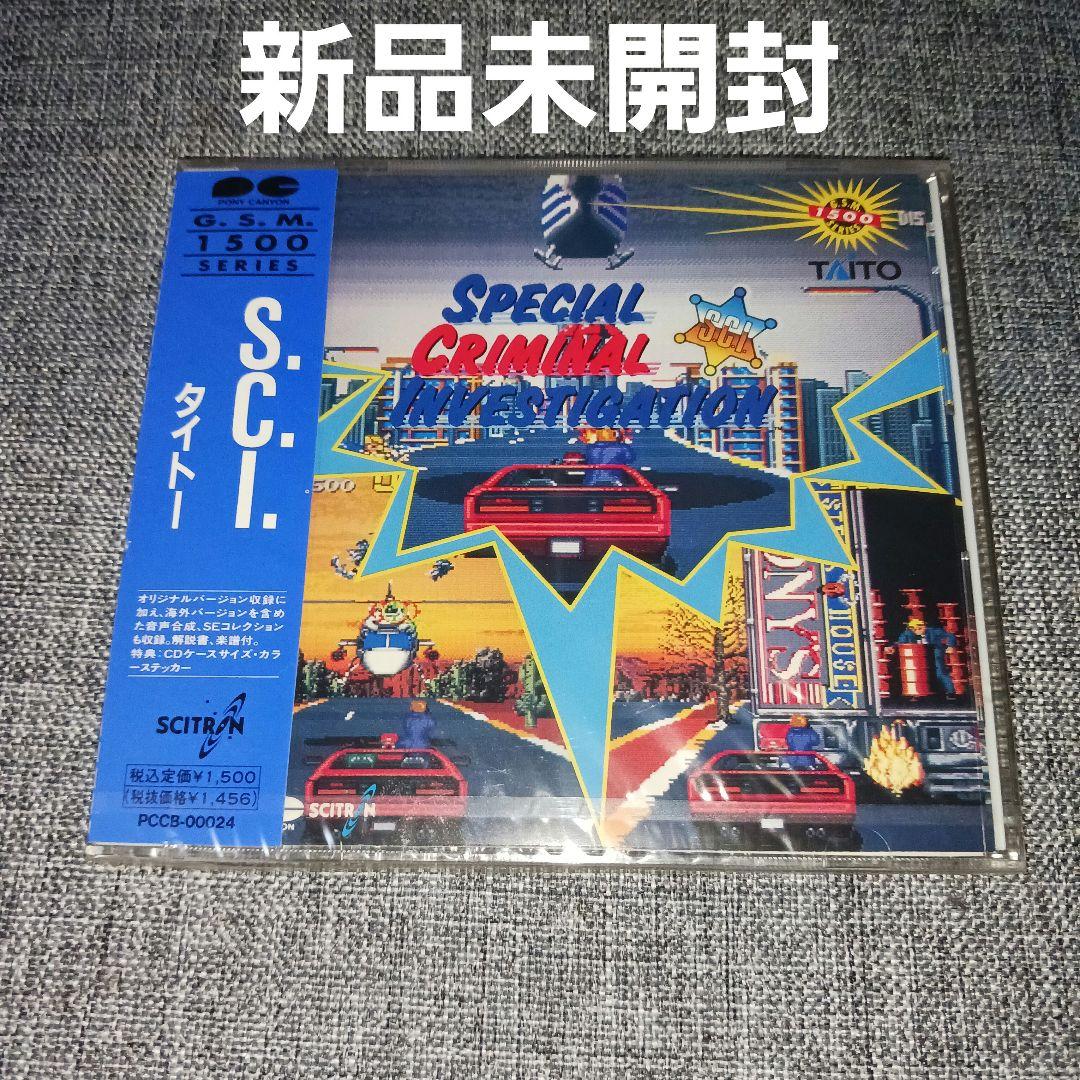 新品未開封
PONY CANYON
G. S. M.
1500
SERIES
S.C.I.
タイトー
オリジナルバージョン収録に
加え、海外バージョンを含め
た音声合成、SEコレクション
も収録。解説書、楽譜付。
特典:CDケースサイズ・カラ
ーステッカー
SCITRON
税込定価¥1,500
(税抜価格¥1,456)
PCCB-00024
G.S.M.
1500
SERIES
TAITO
SPECIAL
CRIMINAL
INVESTIGATION
S.C.I.
500
HOUSE
SCITRON